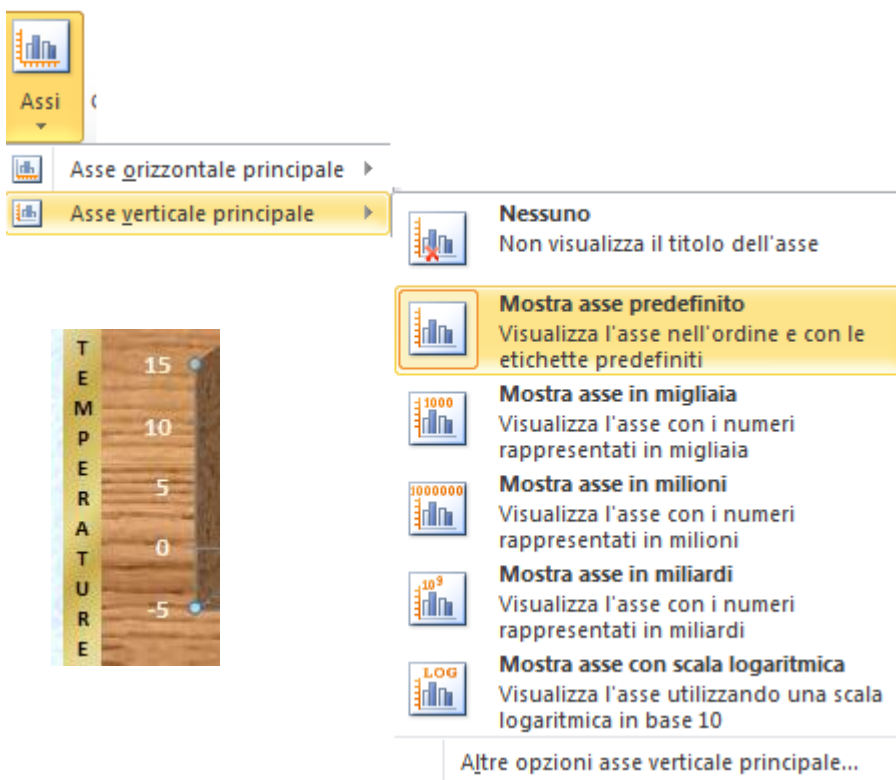 Assi
Asse orizzontale principale
Asse verticale principale
Nessuno
Non visualizza il titolo dell'asse
Mostra asse predefinito
Visualizza l'asse nell'ordine e con le
etichette predefiniti
1000
Mostra asse in migliaia
Visualizza l'asse con i numeri
rappresentati in migliaia
1000000
Mostra asse in milioni
Visualizza l'asse con i numeri
rappresentati in milioni
10⁹
Mostra asse in miliardi
Visualizza l'asse con i numeri
rappresentati in miliardi
LOG
Mostra asse con scala logaritmica
Visualizza l'asse utilizzando una scala
logaritmica in base 10
Altre opzioni asse verticale principale...
TEMPERATURE
15
10
5
0
-5